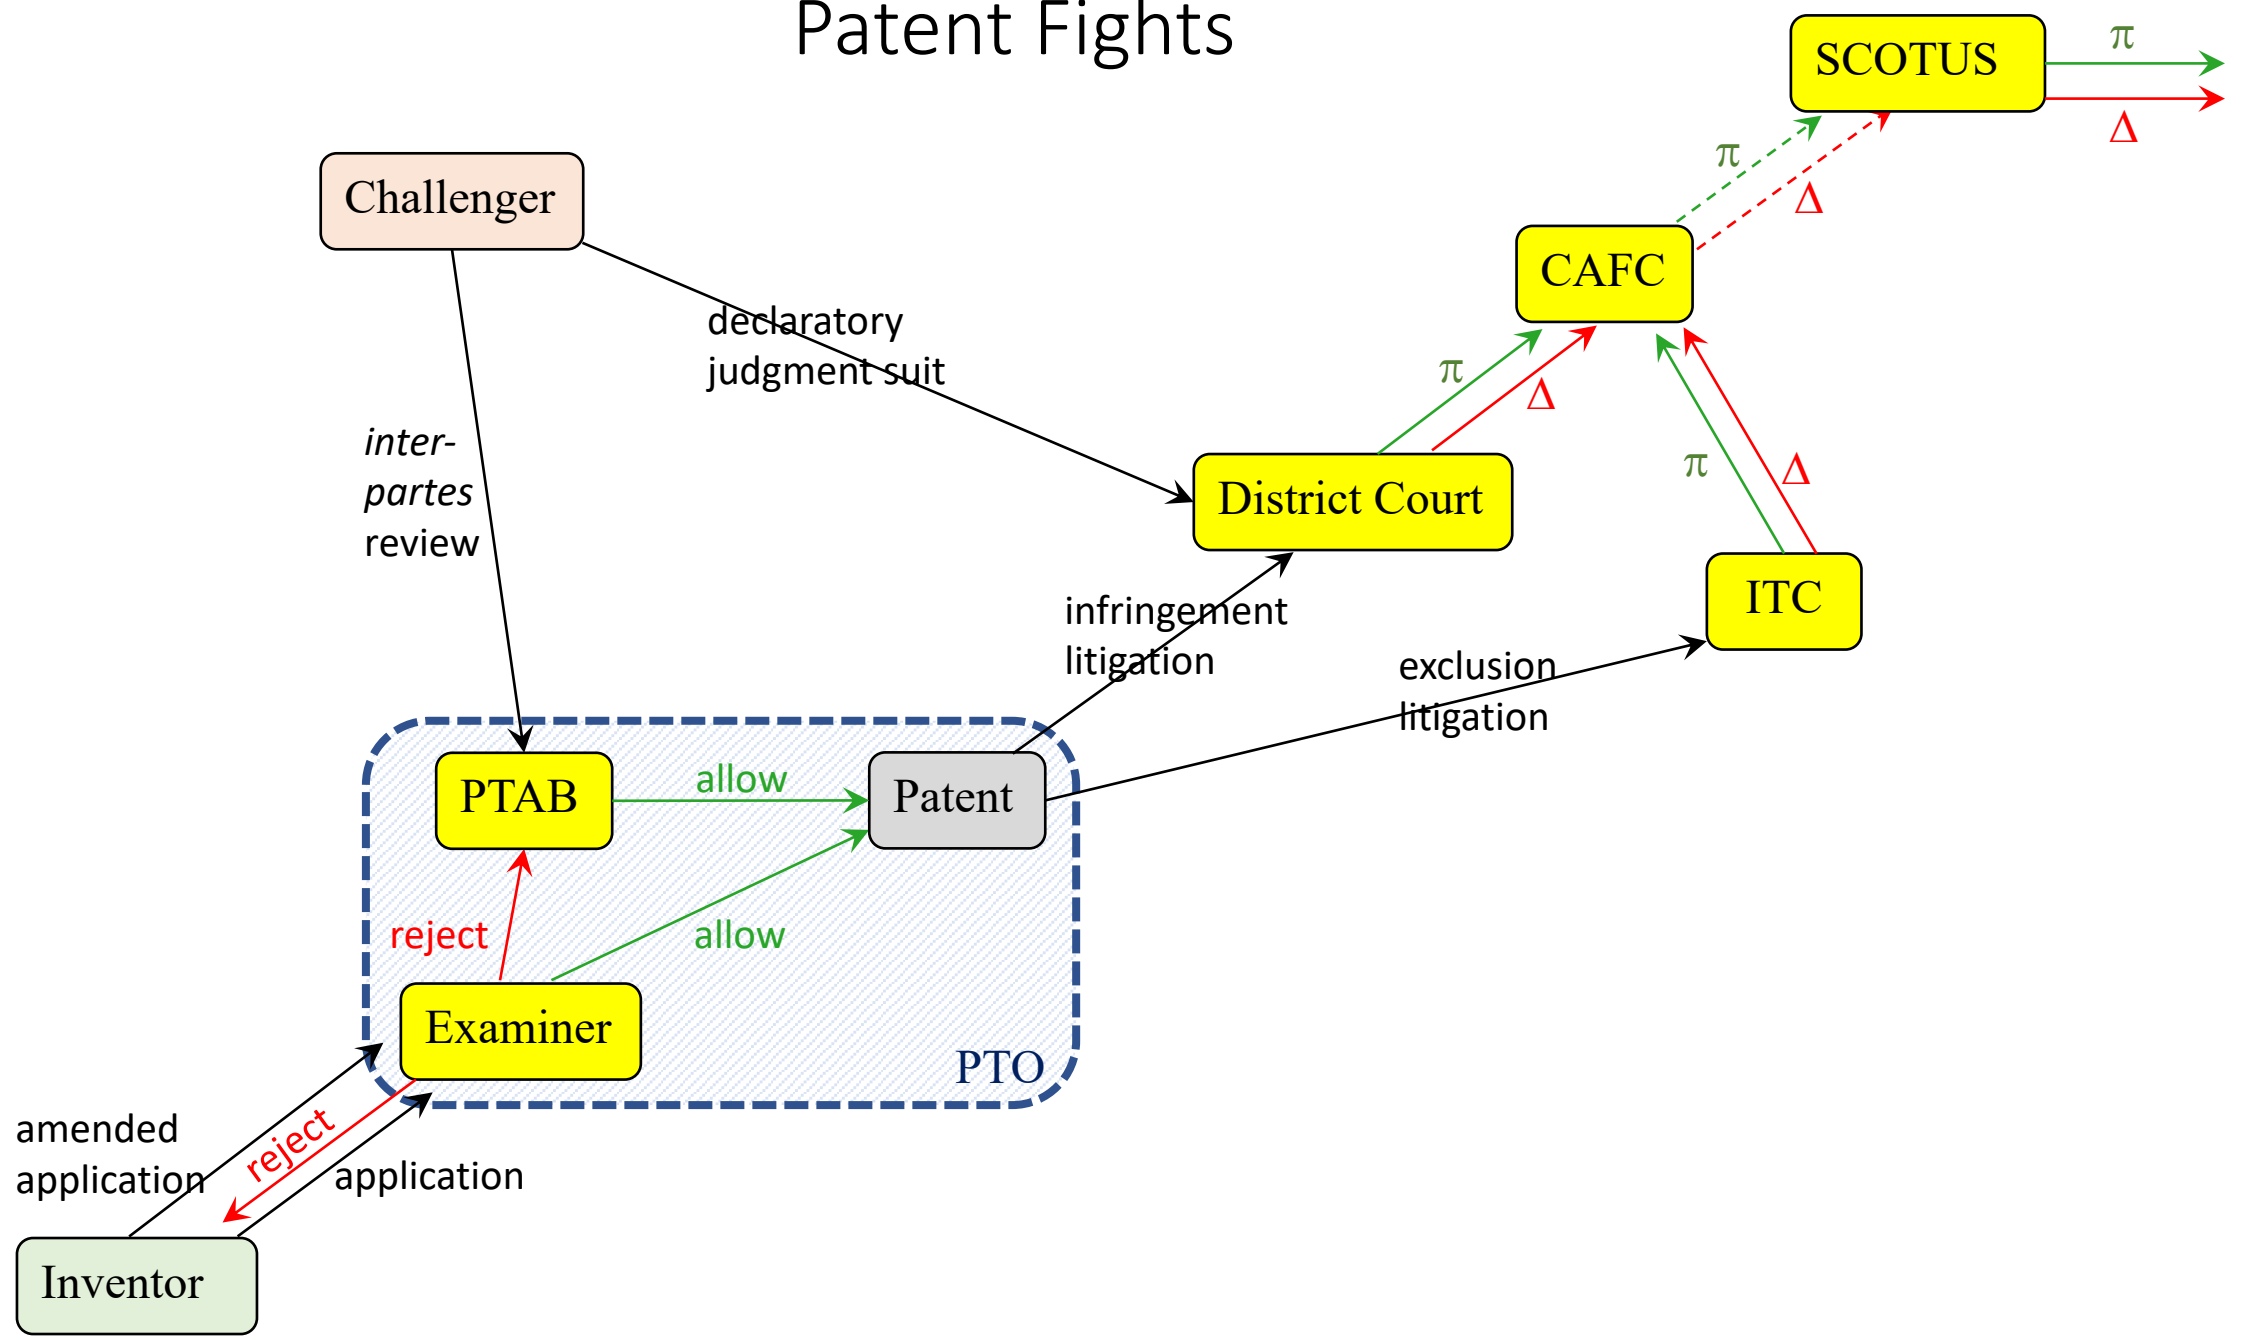 Patent Fights
SCOTUS
π
Δ
π
Δ
Challenger
CAFC
declaratory
judgment suit
π
Δ
inter-
partes
review
π
Δ
District Court
ITC
infringement
litigation
exclusion
litigation
PTAB
allow
Patent
reject
allow
Examiner
PTO
amended
application
reject
application
Inventor